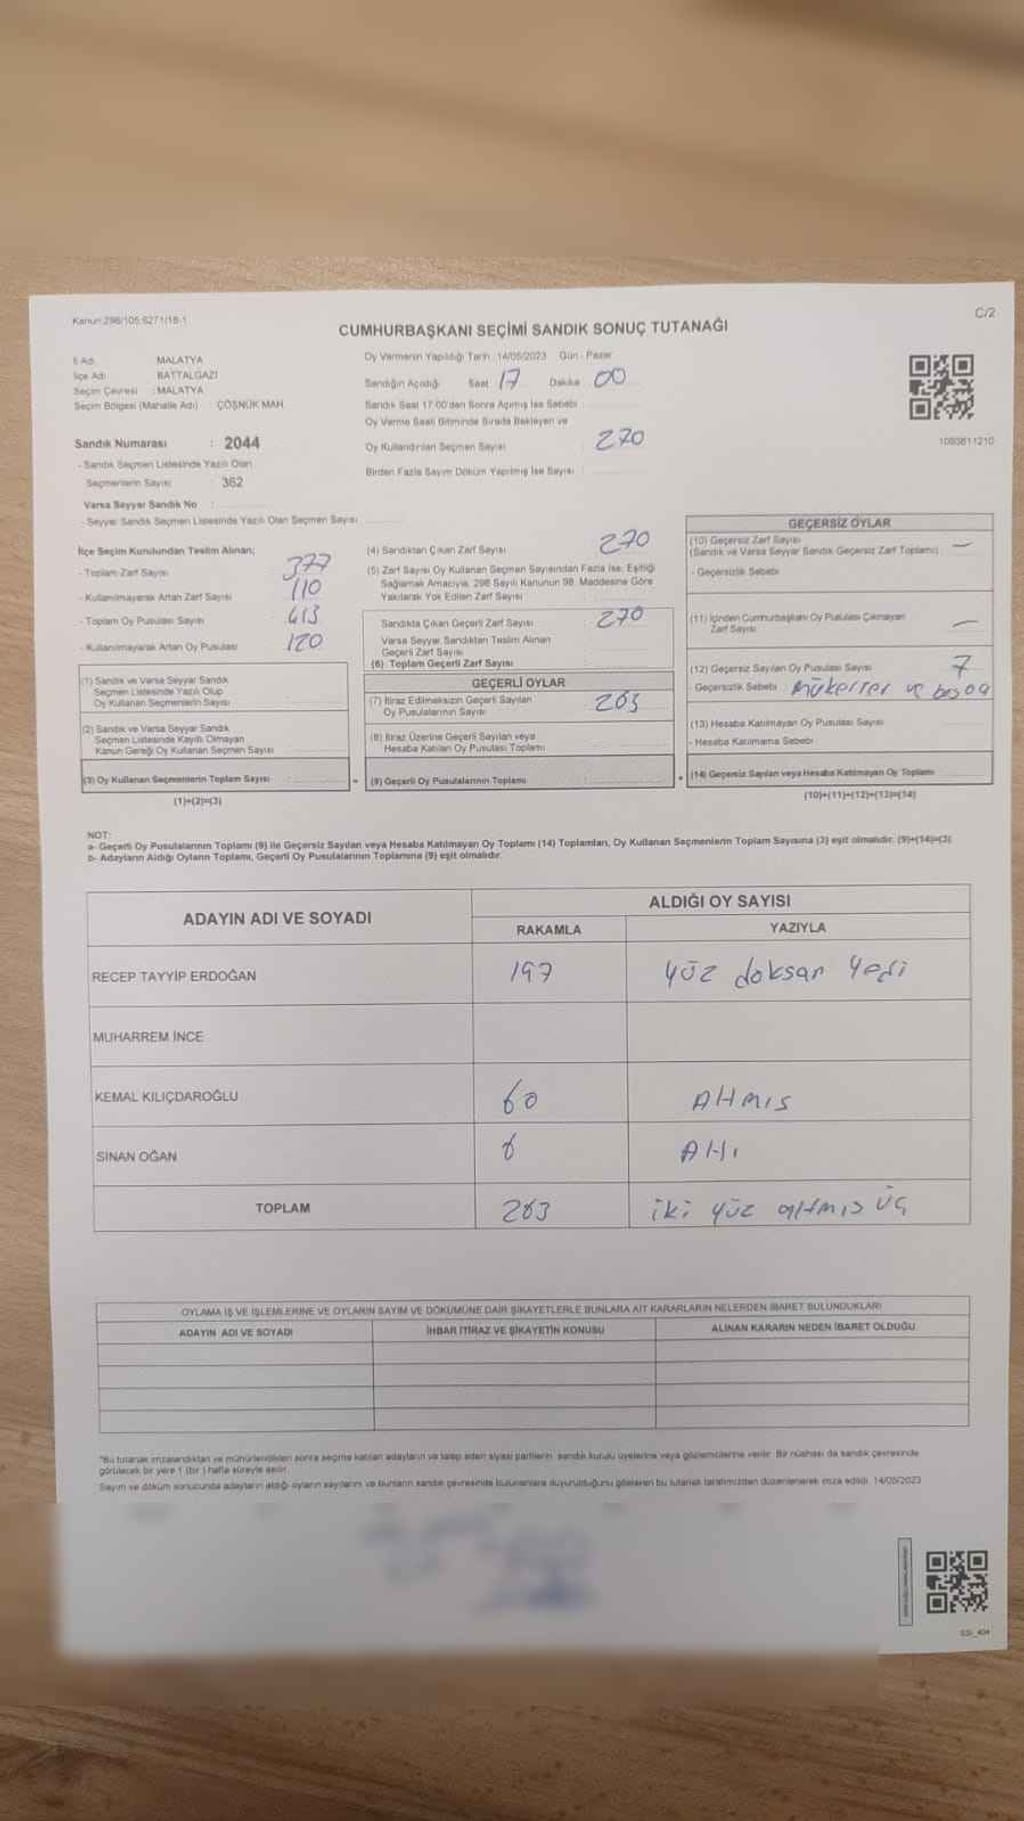 Kanun 298/105 6271/18-1
C/2
CUMHURBAŞKANI SEÇİMİ SANDIK SONUÇ TUTANAĞI
İl Adı MALATYA
İlçe Adı BATTALGAZİ
Seçim Çevresi : MALATYA
Seçim Bölgesi (Mahalle Adı) : ÇÖŞNÜK MAH.
Sandık Numarası : 2044
- Sandık Seçmen Listesinde Yazılı Olan
Seçmenlerin Sayısı 362
Varsa Seyyar Sandık No :
- Seyyar Sandık Seçmen Listesinde Yazılı Olan Seçmen Sayısı
Oy Vermenin Yapıldığı Tarih : 14/05/2023 Gün : Pazar
Sandığın Açıldığı Saat 17 Dakika 00
Sandık Saat 17:00'den Sonra Açılmış İse Sebebi
Oy Verme Saati Bitiminde Sırada Bekleyen ve
Oy Kullandırılan Seçmen Sayısı 270
Birden Fazla Sayım Döküm Yapılmış İse Sayısı
1083811210
İlçe Seçim Kurulundan Teslim Alınan;
- Toplam Zarf Sayısı 377
- Kullanılmayarak Artan Zarf Sayısı 110
- Toplam Oy Pusulası Sayısı 413
- Kullanılmayarak Artan Oy Pusulası 120
(1) Sandık ve Varsa Seyyar Sandık
Seçmen Listesinde Yazılı Olup
Oy Kullanan Seçmenlerin Sayısı
(2) Sandık ve Varsa Seyyar Sandık
Seçmen Listesinde Kayıtlı Olmayan
Kanun Gereği Oy Kullanan Seçmen Sayısı
(3) Oy Kullanan Seçmenlerin Toplam Sayısı
(1)+(2)=(3)
(4) Sandıktan Çıkan Zarf Sayısı 270
(5) Zarf Sayısı Oy Kullanan Seçmen Sayısından Fazla İse; Eşitliği
Sağlamak Amacıyla, 298 Sayılı Kanunun 98. Maddesine Göre
Yakılarak Yok Edilen Zarf Sayısı
Sandıkta Çıkan Geçerli Zarf Sayısı 270
Varsa Seyyar Sandıktan Teslim Alınan
Geçerli Zarf Sayısı
(6) Toplam Geçerli Zarf Sayısı
GEÇERLİ OYLAR
(7) İtiraz Edilmeksizin Geçerli Sayılan
Oy Pusulalarının Sayısı 263
(8) İtiraz Üzerine Geçerli Sayılan veya
Hesaba Katılan Oy Pusulası Toplamı
(9) Geçerli Oy Pusulalarının Toplamı
GEÇERSİZ OYLAR
(10) Geçersiz Zarf Sayısı
(Sandık ve Varsa Seyyar Sandık Geçersiz Zarf Toplamı) —
- Geçersizlik Sebebi
(11) İçinden Cumhurbaşkanı Oy Pusulası Çıkmayan
Zarf Sayısı —
(12) Geçersiz Sayılan Oy Pusulası Sayısı 7
Geçersizlik Sebebi mükerrer ve boşoa
(13) Hesaba Katılmayan Oy Pusulası Sayısı
- Hesaba Katılmama Sebebi
(14) Geçersiz Sayılan veya Hesaba Katılmayan Oy Toplamı
(10)+(11)+(12)+(13)=(14)
NOT:
a- Geçerli Oy Pusulalarının Toplamı (9) ile Geçersiz Sayılan veya Hesaba Katılmayan Oy Toplamı (14) Toplamları, Oy Kullanan Seçmenlerin Toplam Sayısına (3) eşit olmalıdır. (9)+(14)=(3)
b- Adayların Aldığı Oyların Toplamı, Geçerli Oy Pusulalarının Toplamına (9) eşit olmalıdır.
ADAYIN ADI VE SOYADI
ALDIĞI OY SAYISI
RAKAMLA YAZIYLA
RECEP TAYYİP ERDOĞAN 197 yüz doksan yedi
MUHARREM İNCE
KEMAL KILIÇDAROĞLU 60 Altmıs
SİNAN OĞAN 6 Altı
TOPLAM 263 iki yüz altmıs üç
OYLAMA İŞ VE İŞLEMLERİNE VE OYLARIN SAYIM VE DÖKÜMÜNE DAİR ŞİKAYETLERLE BUNLARA AİT KARARLARIN NELERDEN İBARET BULUNDUKLARI
ADAYIN ADI VE SOYADI İHBAR İTİRAZ VE ŞİKAYETİN KONUSU ALINAN KARARIN NEDEN İBARET OLDUĞU
"Bu tutanak imzalandıktan ve mühürlendikten sonra seçime katılan adayların ve talep eden siyasi partilerin sandık kurulu üyelerine veya gözlemcilerine verilir. Bir nüshası da sandık çevresinde
görülecek bir yere 1 (bir ) hafta süreyle asılır.
Sayım ve döküm sonucunda adayların aldığı oyların sayılarını ve bunların sandık çevresinde bulunanlara duyurulduğunu gösteren bu tutanak tarafımızdan düzenlenerek imza edildi. 14/05/2023